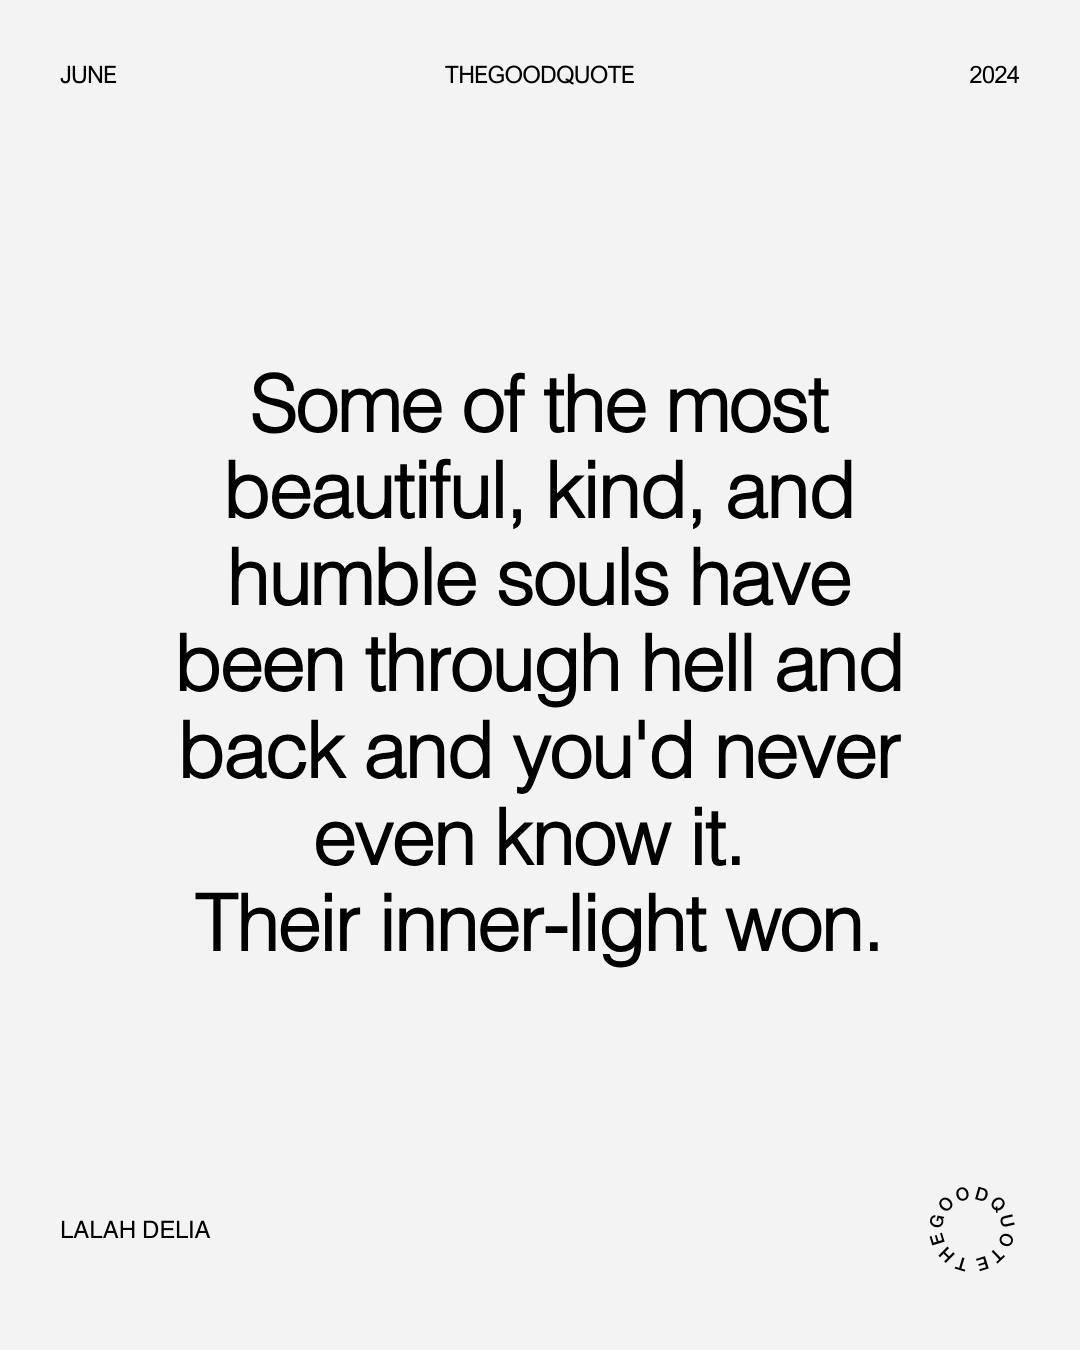 JUNE
THEGOODQUOTE
2024
Some of the most
beautiful, kind, and
humble souls have
been through hell and
back and you'd never
even know it.
Their inner-light won.
LALAH DELIA
THEGOODQUOTE